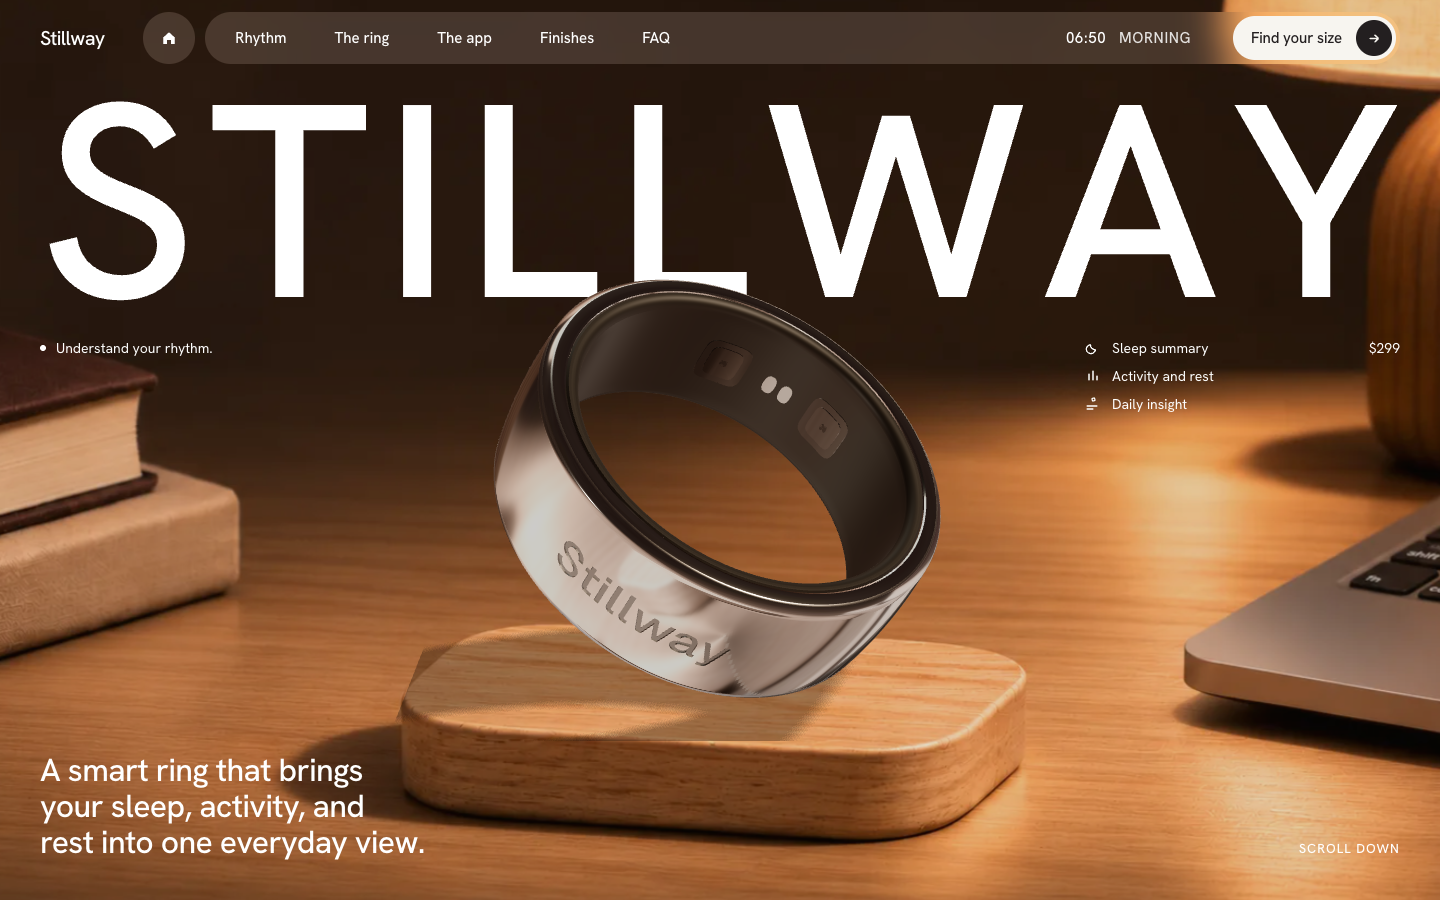 Stillway
Rhythm
The ring
The app
Finishes
FAQ
06:50 MORNING
Find your size
STILLWAY
Understand your rhythm.
Sleep summary
$299
Activity and rest
Daily insight
Stillway
shift
fn
A smart ring that brings
your sleep, activity, and
rest into one everyday view.
SCROLL DOWN